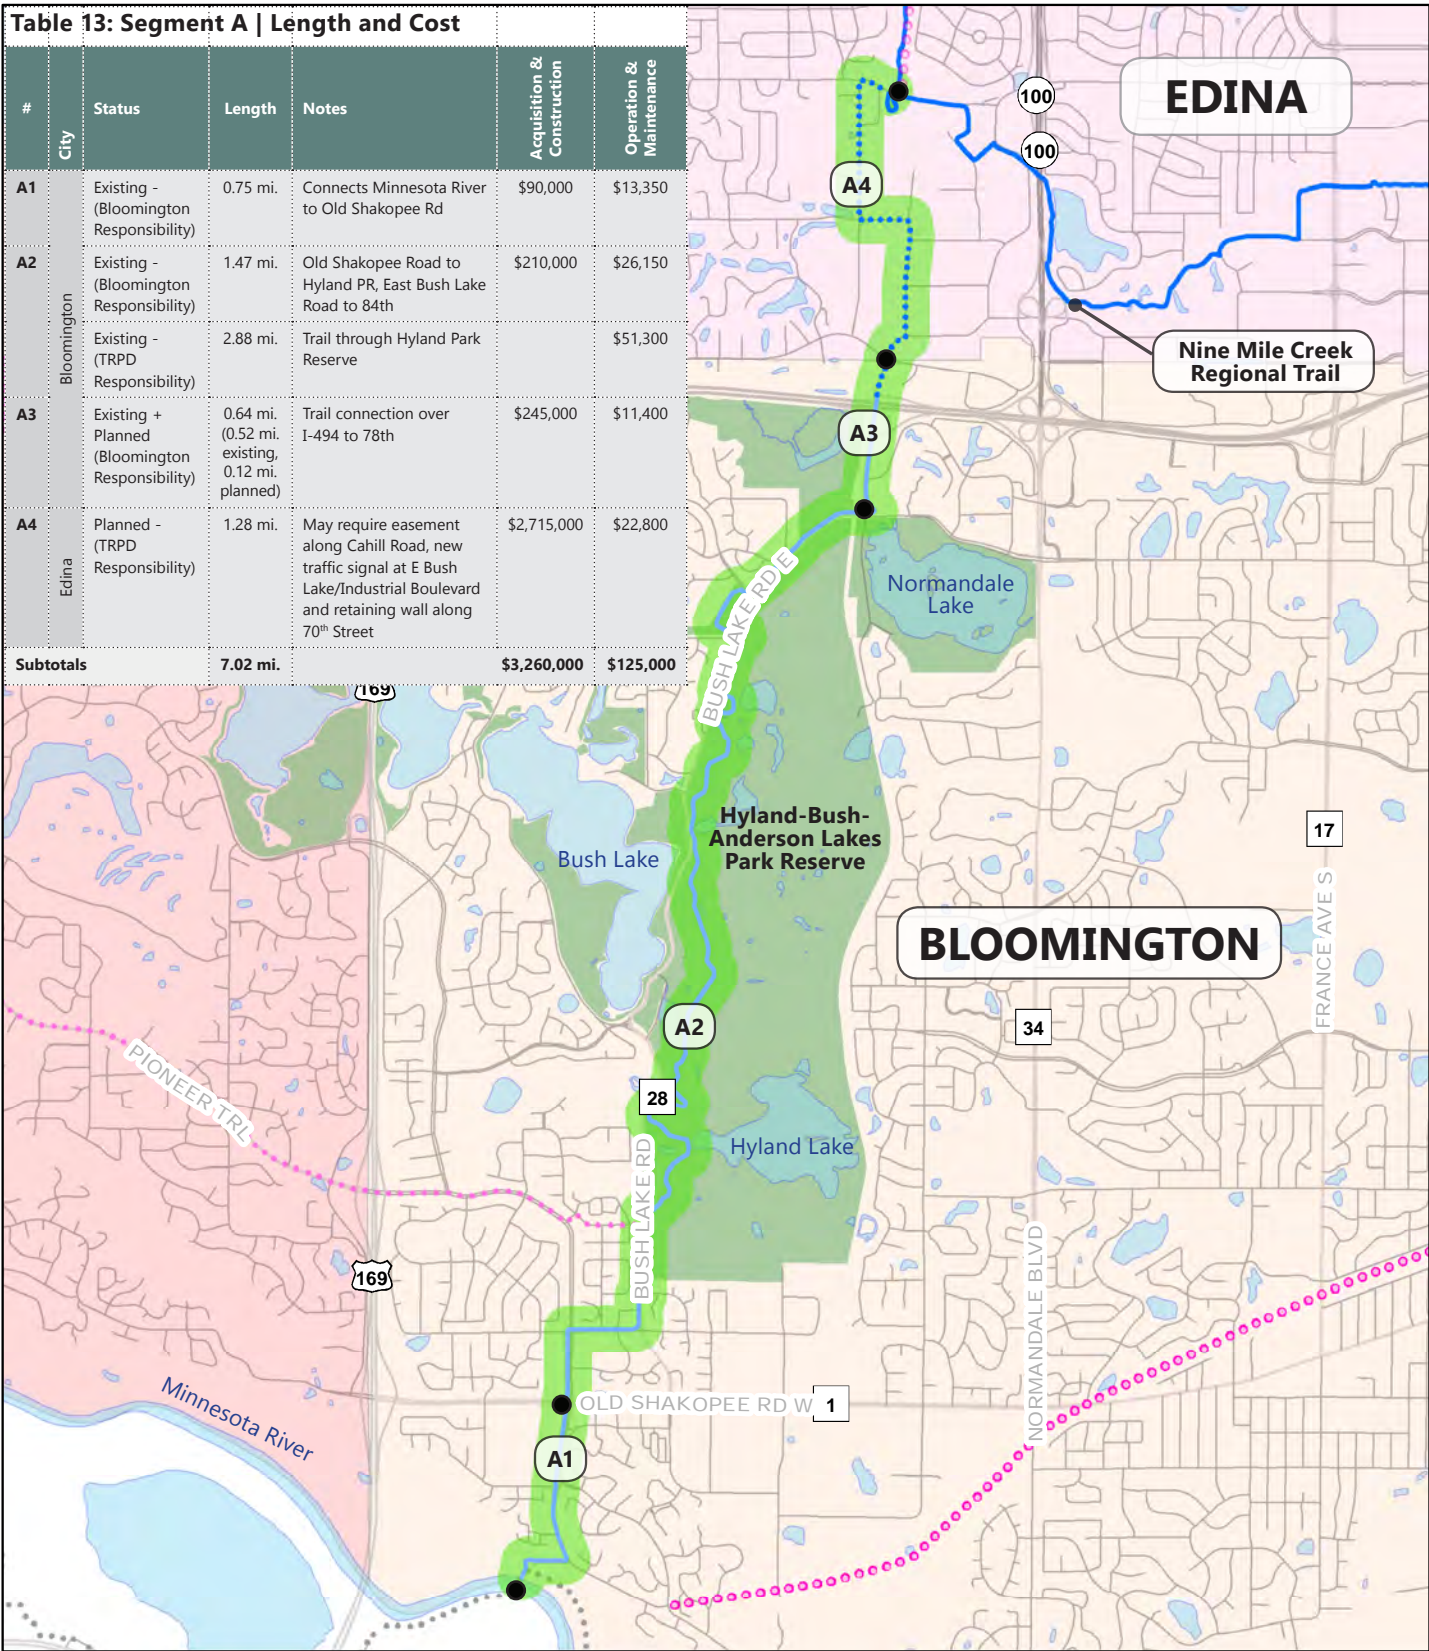 Table 13: Segment A | Length and Cost
# City Status Length Notes Acquisition & Construction Operation & Maintenance
A1 Existing - 0.75 mi. Connects Minnesota River $90,000 $13,350
(Bloomington to Old Shakopee Rd
Responsibility)
A2 Existing - 1.47 mi. Old Shakopee Road to $210,000 $26,150
(Bloomington Hyland PR, East Bush Lake
Responsibility) Road to 84th
Bloomington
Existing - 2.88 mi. Trail through Hyland Park $51,300
(TRPD Reserve
Responsibility)
A3 Existing + 0.64 mi. Trail connection over $245,000 $11,400
Planned (0.52 mi. I-494 to 78th
(Bloomington existing,
Responsibility) 0.12 mi.
planned)
A4 Planned - 1.28 mi. May require easement $2,715,000 $22,800
(TRPD along Cahill Road, new
Responsibility) traffic signal at E Bush
Edina Lake/Industrial Boulevard
and retaining wall along
70th Street
Subtotals 7.02 mi. $3,260,000 $125,000
EDINA
100
100
A4
Nine Mile Creek
Regional Trail
A3
Normandale
Lake
BUSH LAKE RD E
169
Hyland-Bush-
Anderson Lakes
Park Reserve
Bush Lake
17
FRANCE AVE S
BLOOMINGTON
A2
34
PIONEER TRL
28
Hyland Lake
BUSH LAKE RD
169
NORMANDALE BLVD
Minnesota River
OLD SHAKOPEE RD W 1
A1